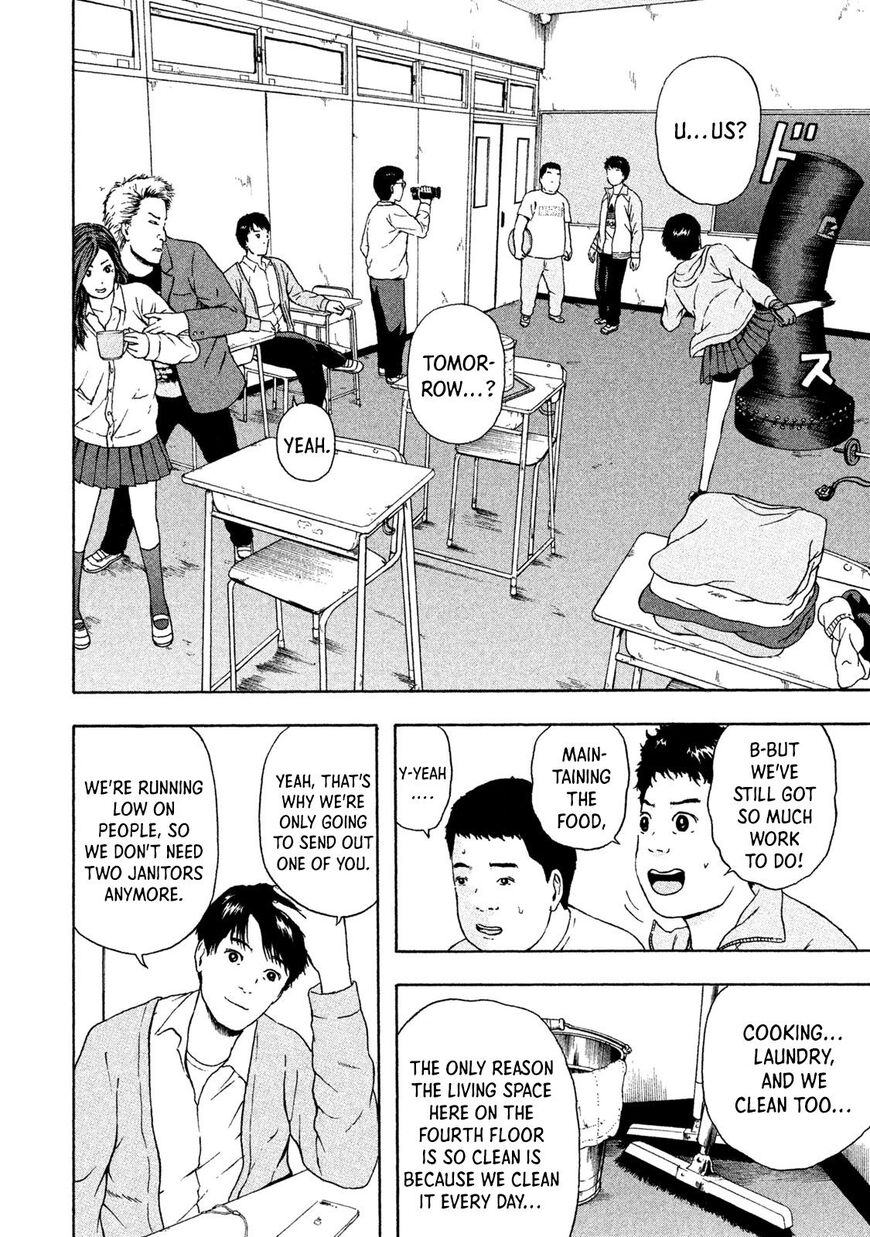 U...US?
ド
ス
TOMOR-
ROW...?
YEAH.
B-BUT
WE'VE
STILL GOT
SO MUCH
WORK
TO DO!
MAIN-
TAINING
THE
FOOD,
Y-YEAH
....
COOKING...
LAUNDRY,
AND WE
CLEAN TOO...
THE ONLY REASON
THE LIVING SPACE
HERE ON THE
FOURTH FLOOR
IS SO CLEAN IS
BECAUSE WE CLEAN
IT EVERY DAY...
YEAH, THAT'S
WHY WE'RE
ONLY GOING
TO SEND OUT
ONE OF YOU.
WE'RE RUNNING
LOW ON
PEOPLE, SO
WE DON'T NEED
TWO JANITORS
ANYMORE.